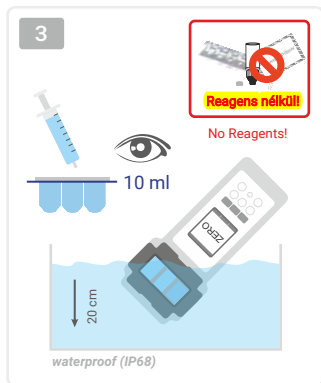 3
Reagens nélkül!
No Reagents!
10 ml
ZERO
20 cm
waterproof (IP68)